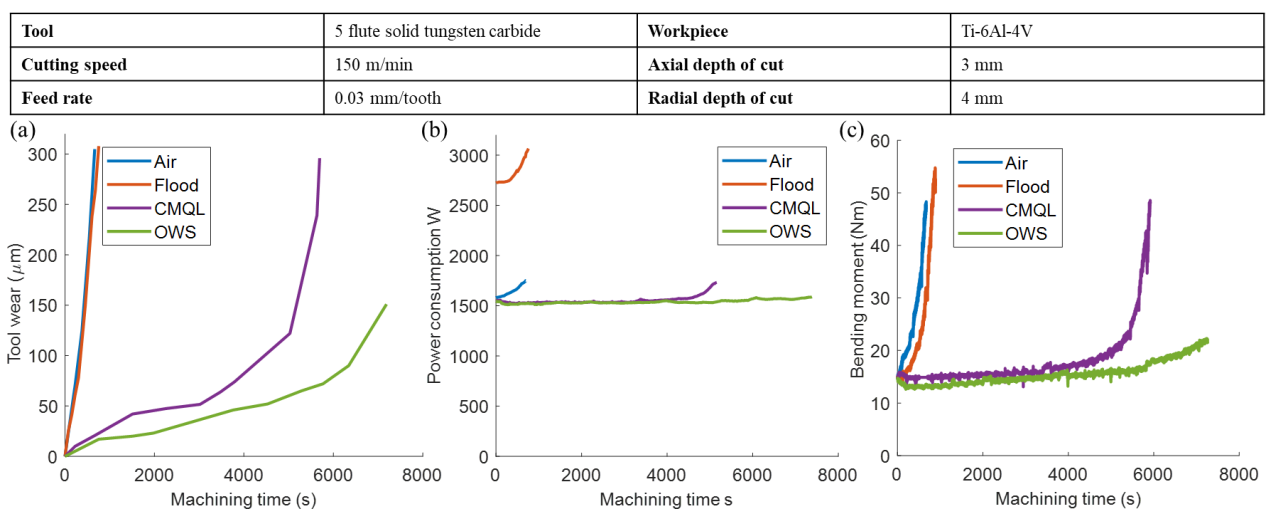 Tool 5 flute solid tungsten carbide Workpiece Ti-6Al-4V
Cutting speed 150 m/min Axial depth of cut 3 mm
Feed rate 0.03 mm/tooth Radial depth of cut 4 mm
(a)
Tool wear (μm)
300
250
200
150
100
50
0
0 2000 4000 6000 8000
Machining time (s)
Air
Flood
CMQL
OWS
(b)
Power consumption W
3000
2500
2000
1500
1000
500
0
0 2000 4000 6000 8000
Machining time s
Air
Flood
CMQL
OWS
(c)
Bending moment (Nm)
60
50
40
30
20
10
0
0 2000 4000 6000 8000
Machining time (s)
Air
Flood
CMQL
OWS